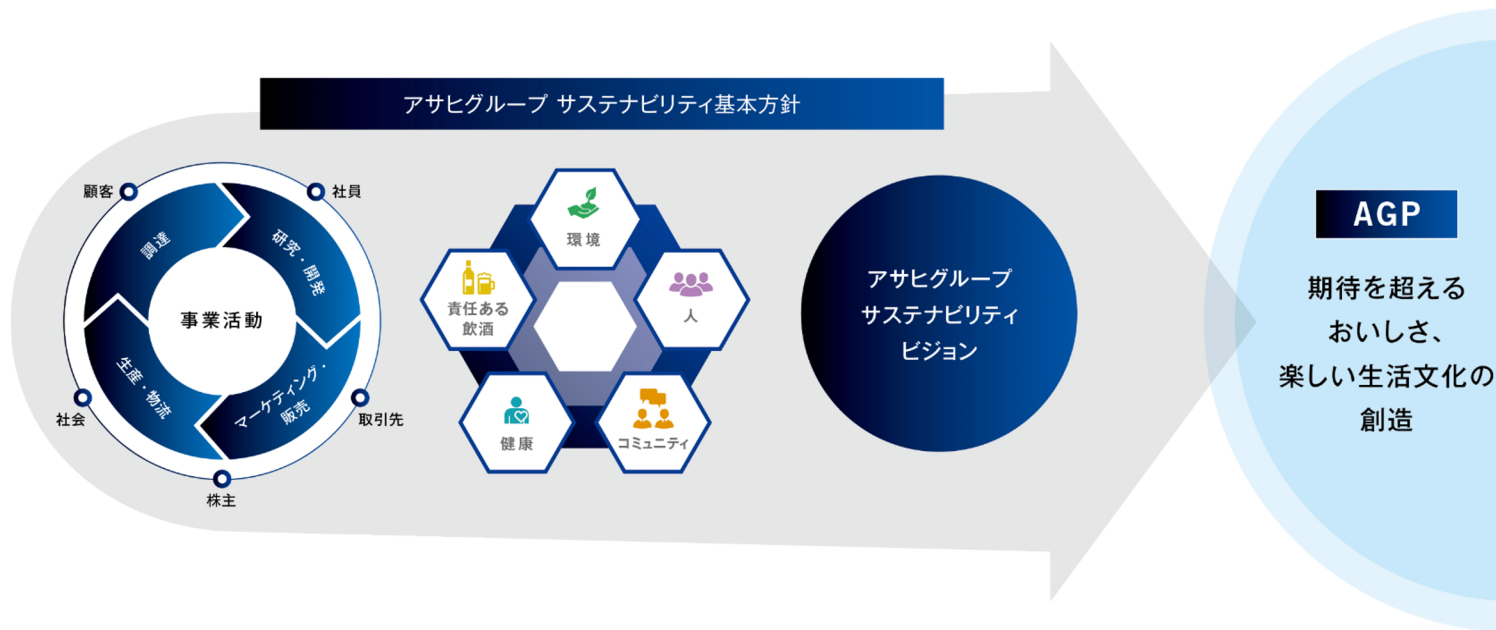 アサヒグループ サステナビリティ基本方針
顧客
社員
調達
研究・開発
事業活動
生産・物流
マーケティング・
販売
社会
取引先
株主
環境
責任ある
飲酒
人
健康
コミュニティ
アサヒグループ
サステナビリティ
ビジョン
AGP
期待を超える
おいしさ、
楽しい生活文化の
創造